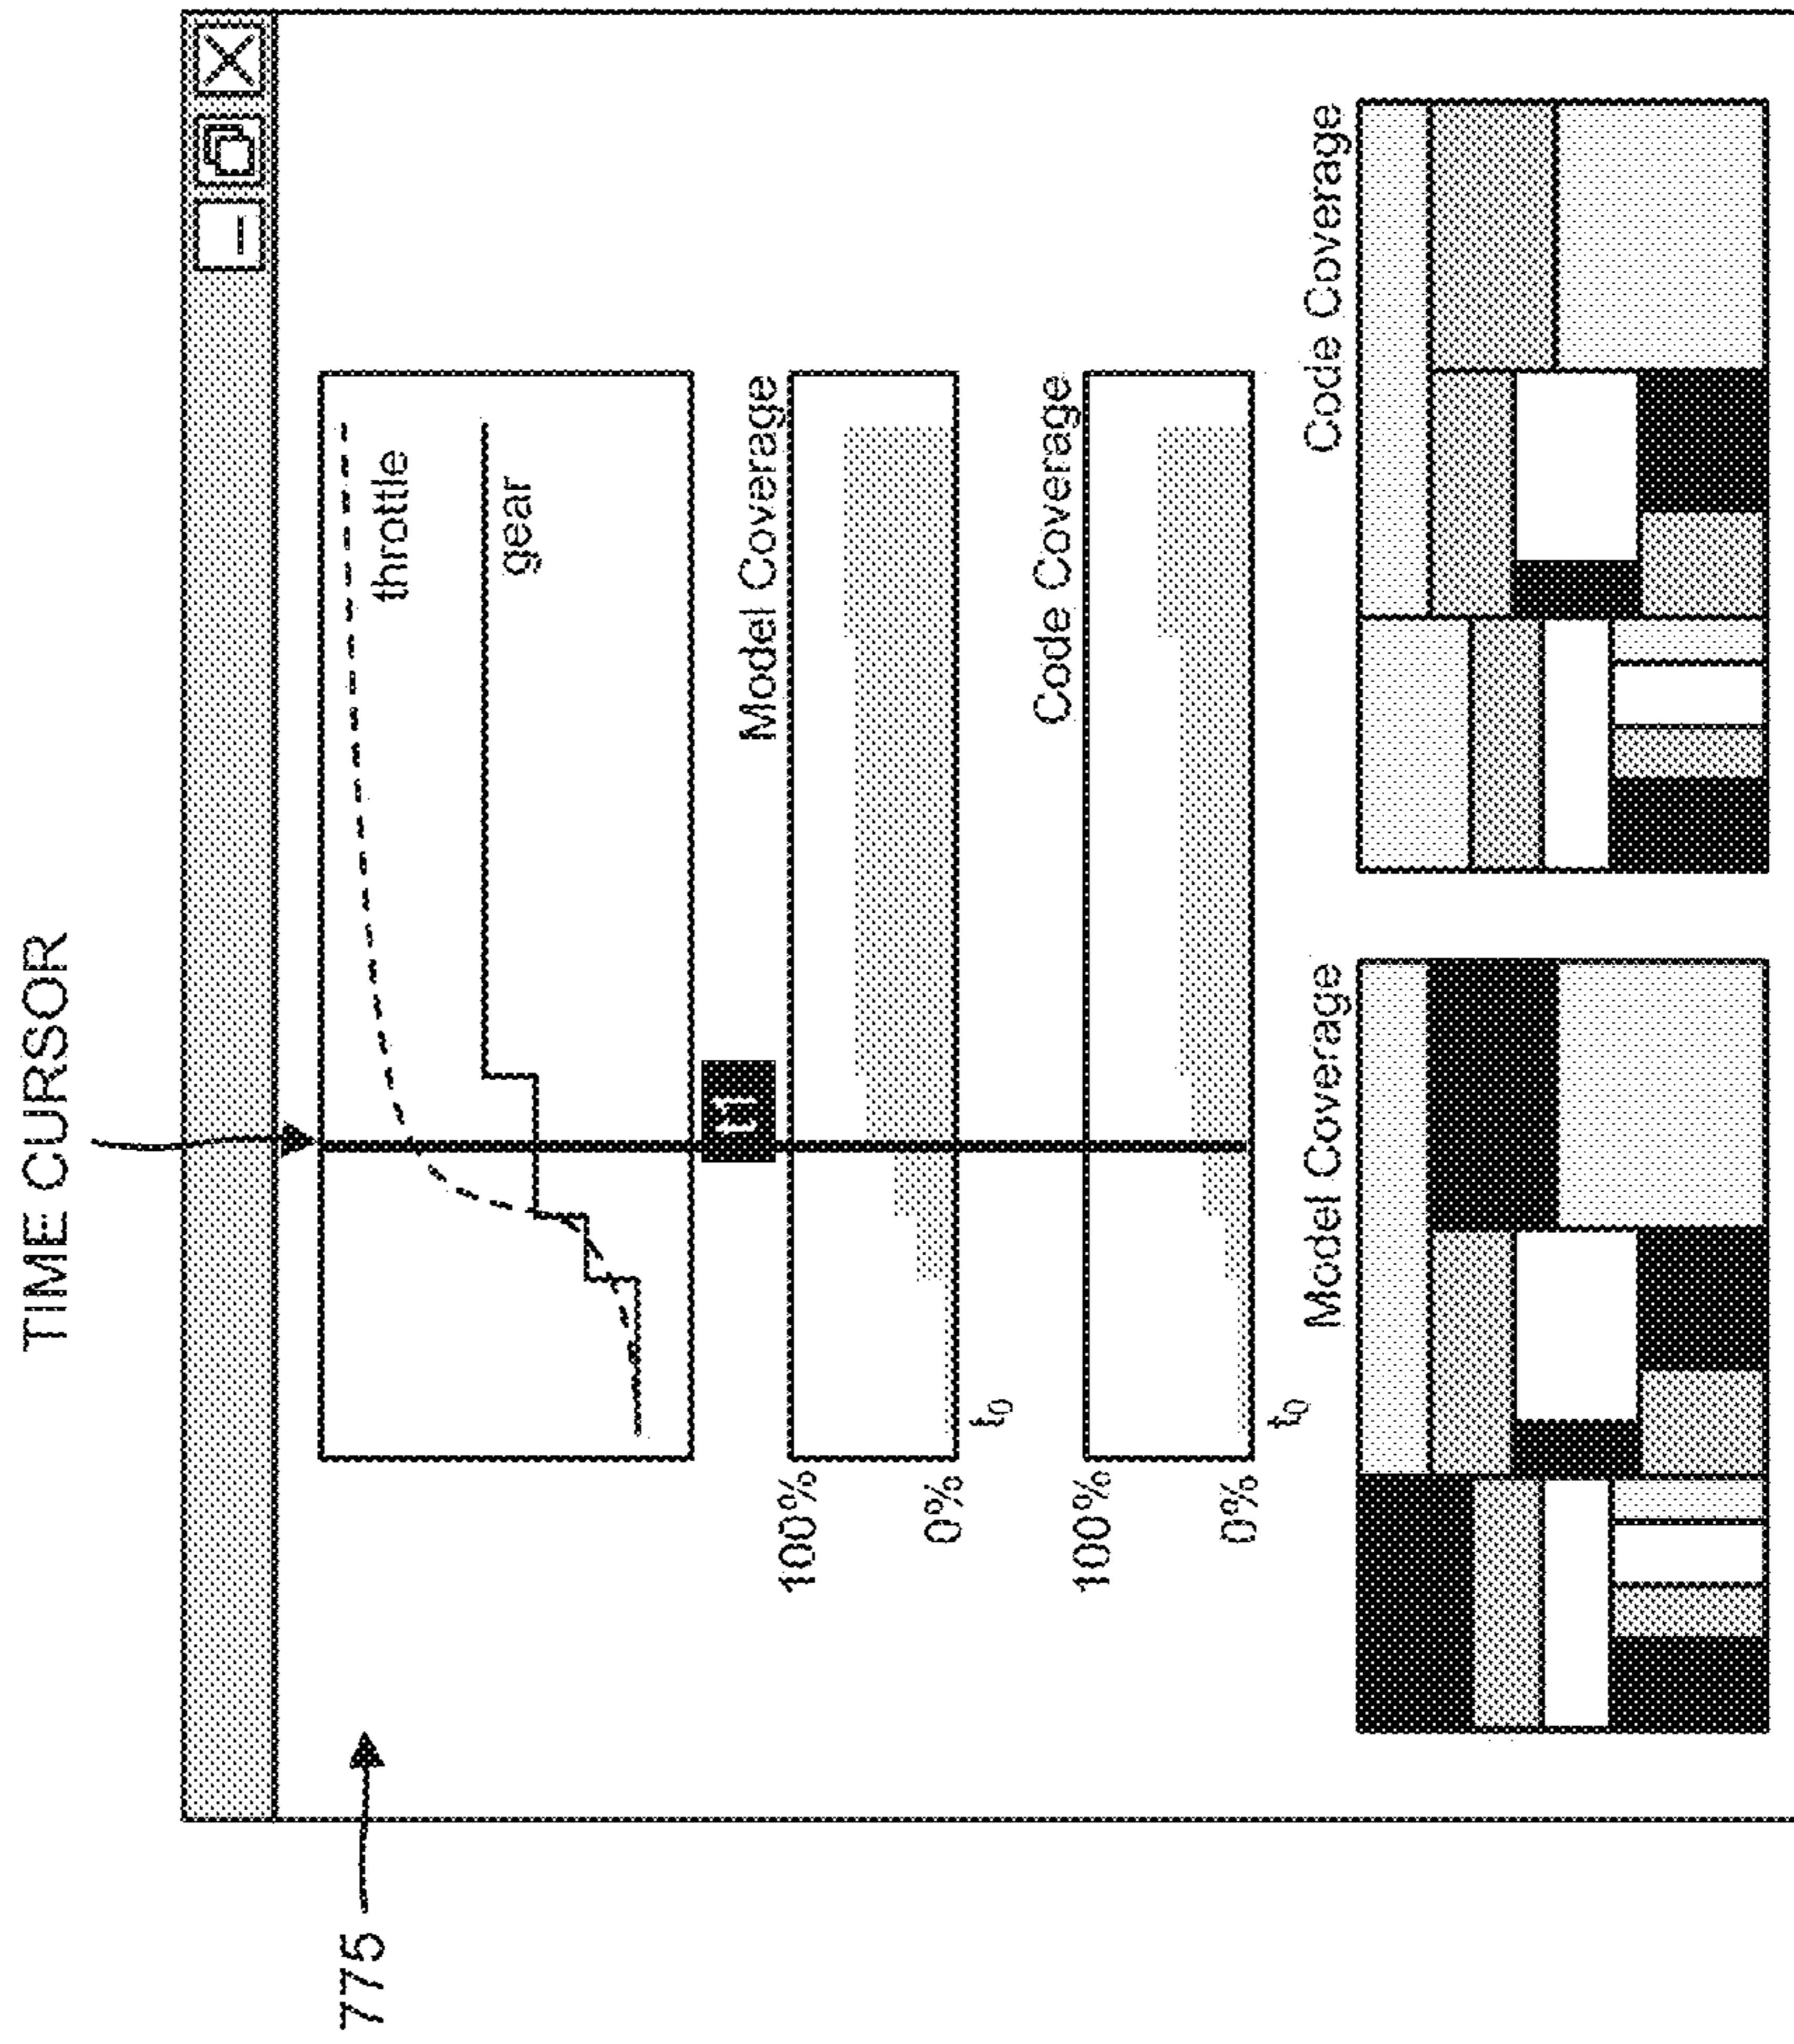 TIME CURSOR
775
throttle
gear
t1
Model Coverage
100%
0%
t0
Code Coverage
100%
0%
t0
Model Coverage
Code Coverage